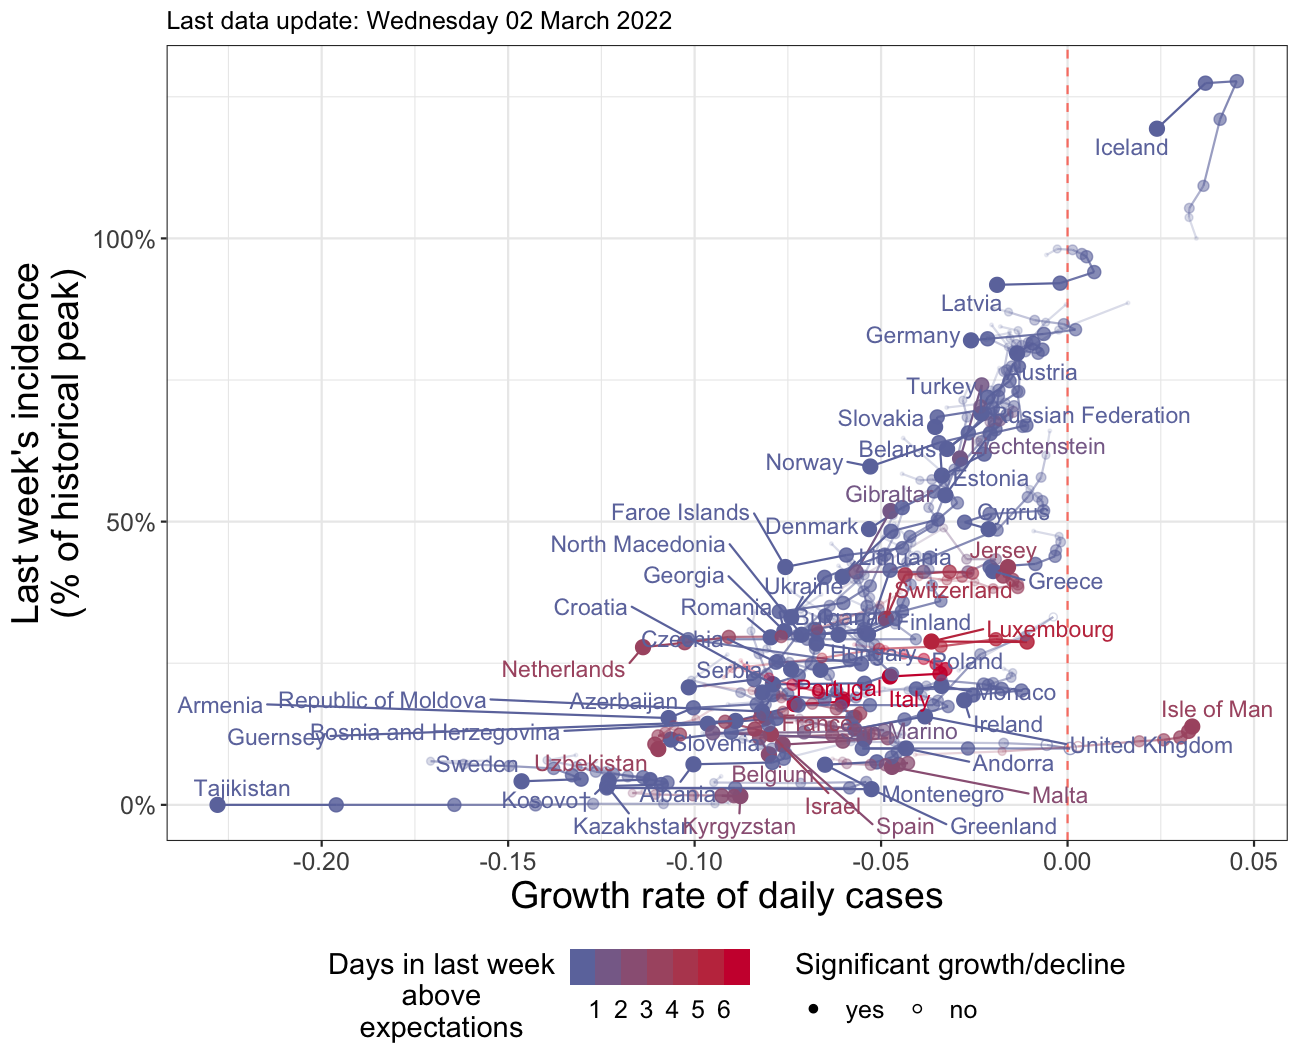 Last data update: Wednesday 02 March 2022
Last week's incidence
(% of historical peak)
100%
50%
0%
Iceland
Latvia
Germany
Austria
Turkey
Slovakia
Russian Federation
Belarus
Liechtenstein
Norway
Estonia
Gibraltar
Faroe Islands
Denmark
Cyprus
North Macedonia
Lithuania
Jersey
Georgia
Ukraine
Greece
Switzerland
Croatia
Romania
Bulgaria
Finland
Luxembourg
Czechia
Hungary
Poland
Netherlands
Serbia
Portugal
Monaco
Armenia
Republic of Moldova
Azerbaijan
Italy
Isle of Man
Guernsey
Bosnia and Herzegovina
France
San Marino
Ireland
Slovenia
United Kingdom
Sweden
Uzbekistan
Andorra
Tajikistan
Belgium
Kosovo†
Albania
Israel
Montenegro
Malta
Kazakhstan
Kyrgyzstan
Spain
Greenland
-0.20
-0.15
-0.10
-0.05
0.00
0.05
Growth rate of daily cases
Days in last week
above
expectations
1 2 3 4 5 6
Significant growth/decline
yes
no